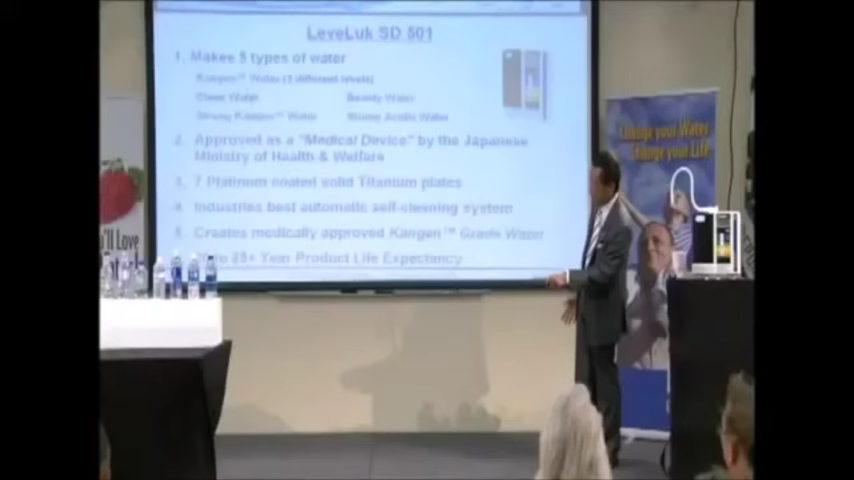 LeveLuk SD 501
1. Makes 5 types of water
Kangen™ Water (3 different levels)
Clean Water
Beauty Water
Strong Kangen™ Water
Strong Acidic Water
2. Approved as a "Medical Device" by the Japanese
Ministry of Health & Welfare
3. 7 Platinum coated solid Titanium plates
4. Industries best automatic self-cleaning system
5. Creates medically approved Kangen™ Grade Water
25+ Year Product Life Expectancy
Change your Water
Change your Life
u'll Love